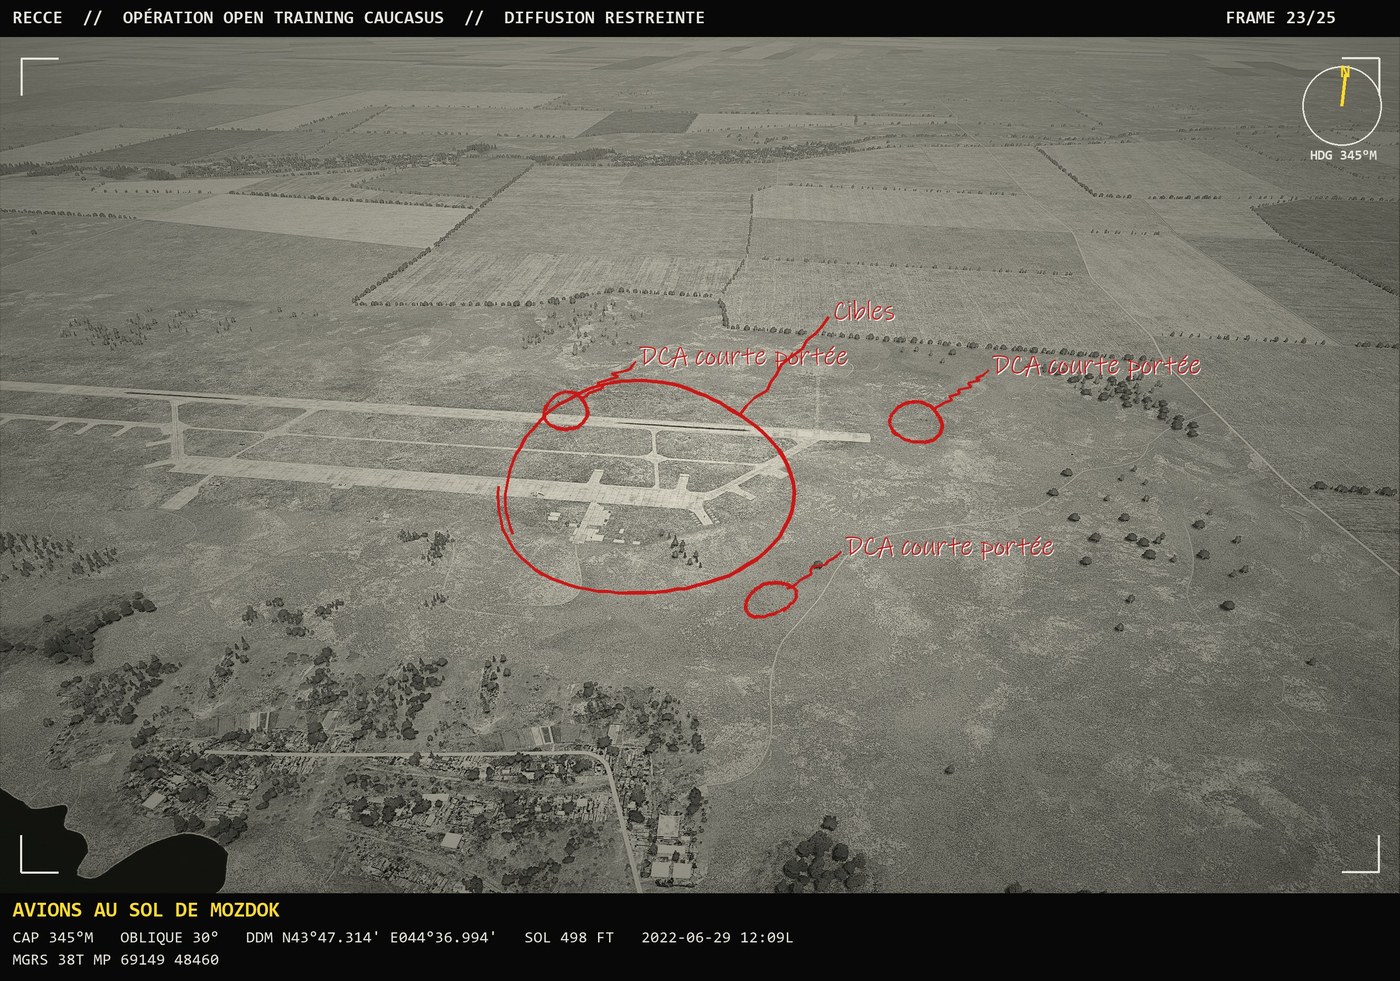 RECCE // OPÉRATION OPEN TRAINING CAUCASUS // DIFFUSION RESTREINTE
FRAME 23/25
N
HDG 345°M
Cibles
DCA courte portée
DCA courte portée
DCA courte portée
AVIONS AU SOL DE MOZDOK
CAP 345°M OBLIQUE 30° DDM N43°47.314' E044°36.994' SOL 498 FT 2022-06-29 12:09L
MGRS 38T MP 69149 48460